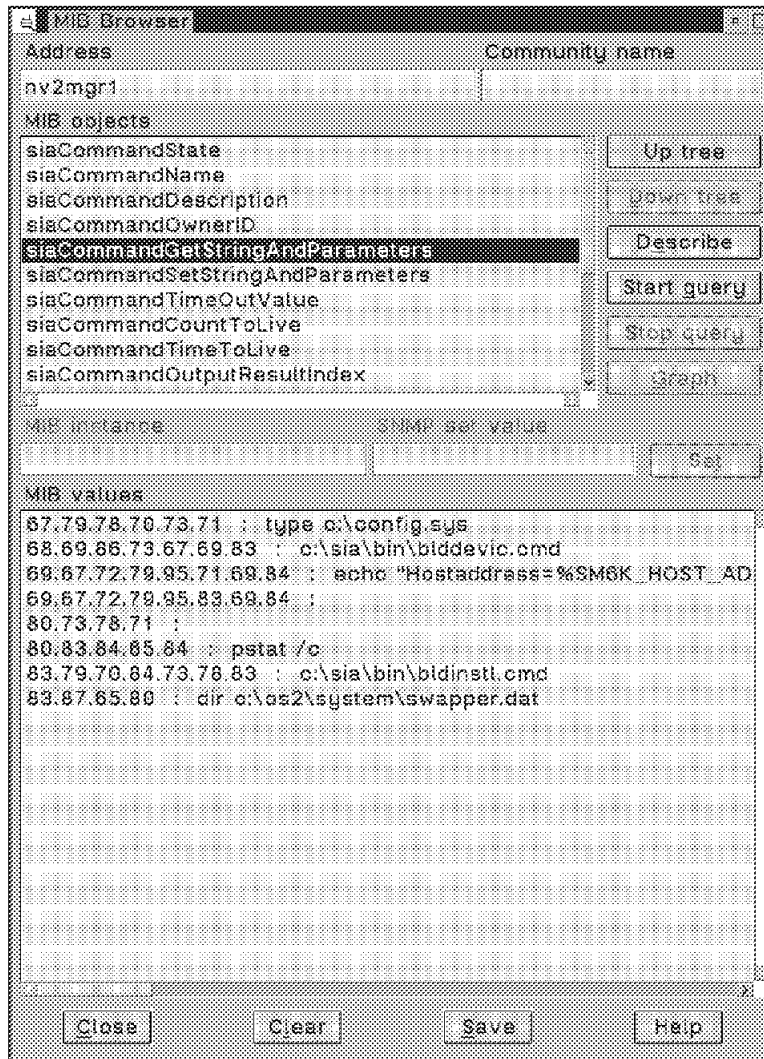 MIB Browser
Address Community name
nv2mgr1
MIB objects
siaCommandState
siaCommandName
siaCommandDescription
siaCommandOwnerID
siaCommandGetStringAndParameters
siaCommandSetStringAndParameters
siaCommandTimeOutValue
siaCommandCountToLive
siaCommandTimeToLive
siaCommandOutputResultIndex
Up tree
Down tree
Describe
Start query
Stop query
Graph
MIB instance SNMP set value
Set
MIB values
67.79.78.70.73.71 : type c:\config.sys
68.69.86.73.67.69.83 : c:\sia\bin\blddevic.cmd
69.67.72.79.95.71.69.84 : echo "Hostaddress=%SM6K_HOST_AD
69.67.72.79.95.83.69.84 :
80.73.78.71 :
80.83.84.65.84 : pstat /c
83.79.70.84.73.78.83 : c:\sia\bin\bldinstl.cmd
83.87.65.80 : dir c:\os2\system\swapper.dat
Close Clear Save Help